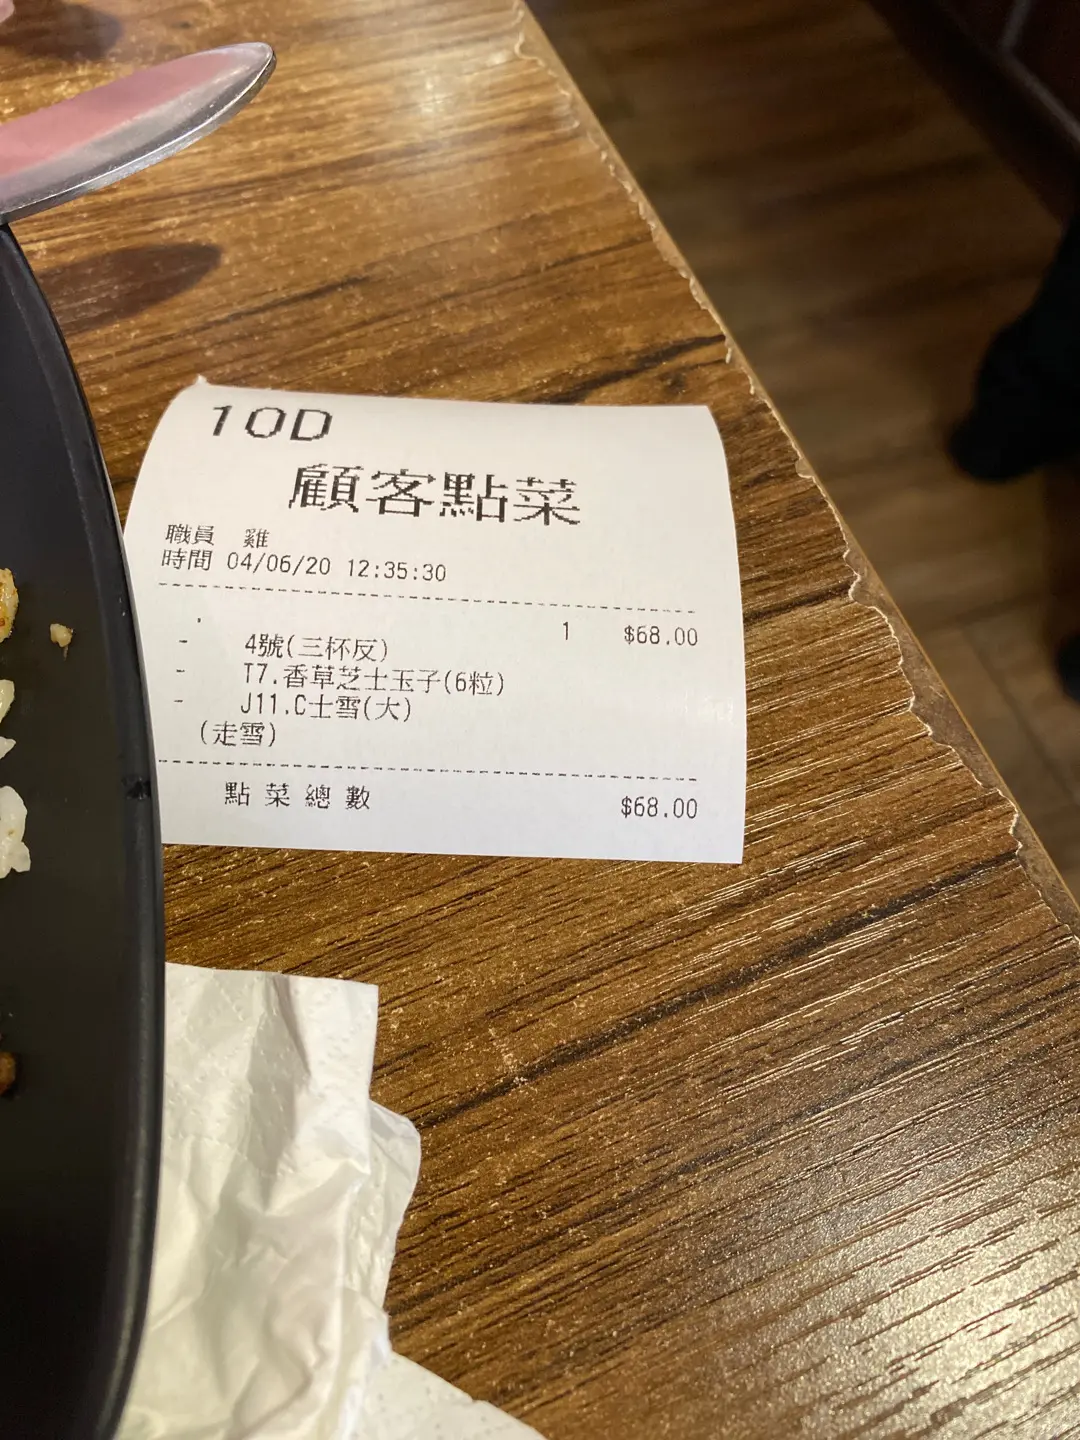 10D
顧客點菜
職員 雞
時間 04/06/20 12:35:30
1 $68.00
- 4號(三杯反)
- T7.香草芝士玉子(6粒)
- J11.C士雪(大)
(走雪)
點菜總數 $68.00